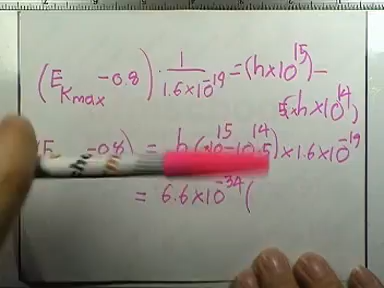 (E_Kmax -0.8) · 1/1.6×10^-19 = (h×10^15) -
5×h×10^14)
-0.8) = h( 10^15-10^14.5)×1.6×10^-19
= 6.6×10^-34 (